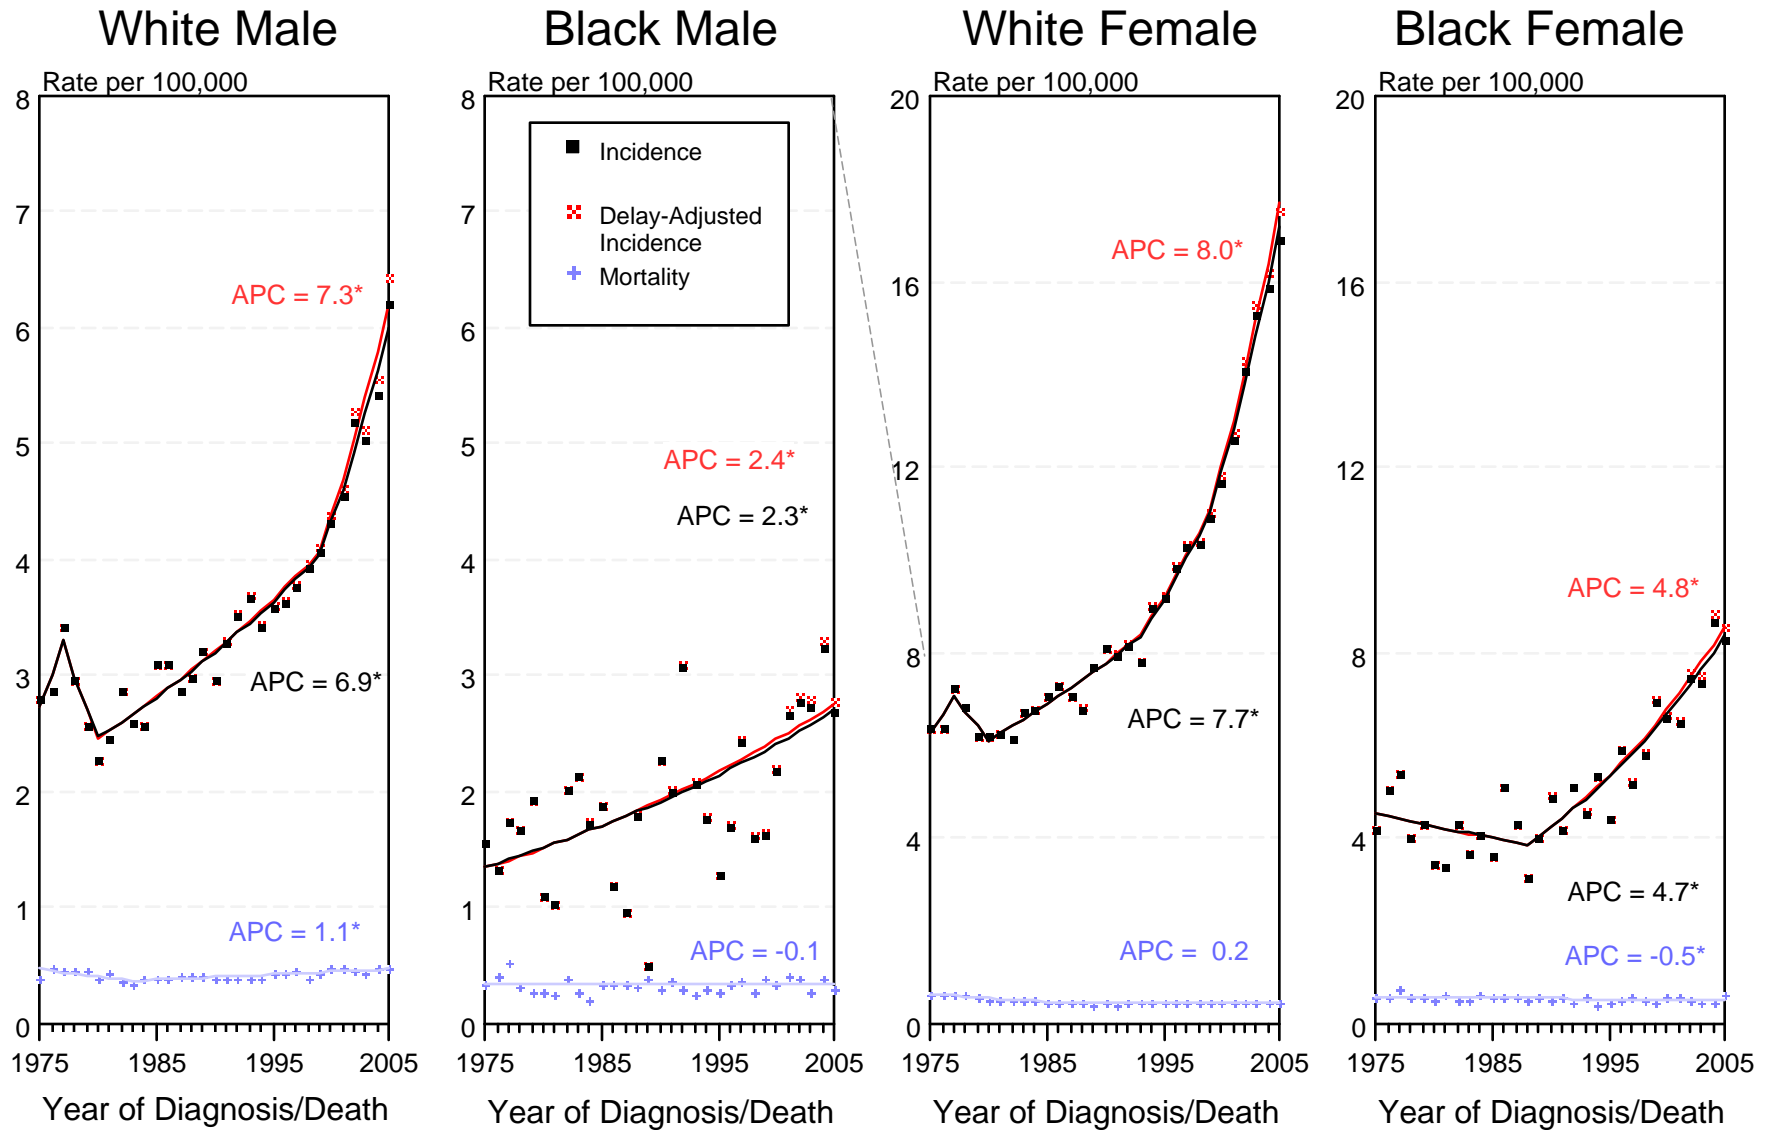 White Male
Black Male
White Female
Black Female
Rate per 100,000
8
7
6
5
4
3
2
1
0
APC = 7.3*
APC = 6.9*
APC = 1.1*
1975
1985
1995
2005
Year of Diagnosis/Death
Rate per 100,000
8
7
6
5
4
3
2
1
0
Incidence
Delay-Adjusted
Incidence
Mortality
APC = 2.4*
APC = 2.3*
APC = -0.1
1975
1985
1995
2005
Year of Diagnosis/Death
Rate per 100,000
20
16
12
8
4
0
APC = 8.0*
APC = 7.7*
APC = 0.2
1975
1985
1995
2005
Year of Diagnosis/Death
Rate per 100,000
20
16
12
8
4
0
APC = 4.8*
APC = 4.7*
APC = -0.5*
1975
1985
1995
2005
Year of Diagnosis/Death